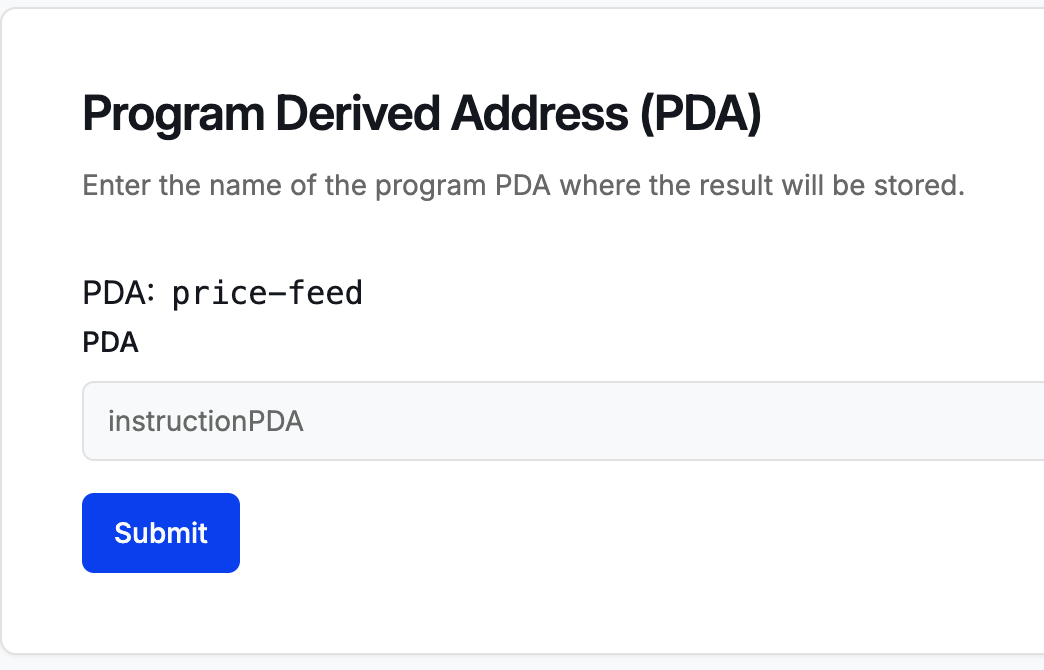 Program Derived Address (PDA)
Enter the name of the program PDA where the result will be stored.
PDA: price-feed
PDA
instructionPDA
Submit